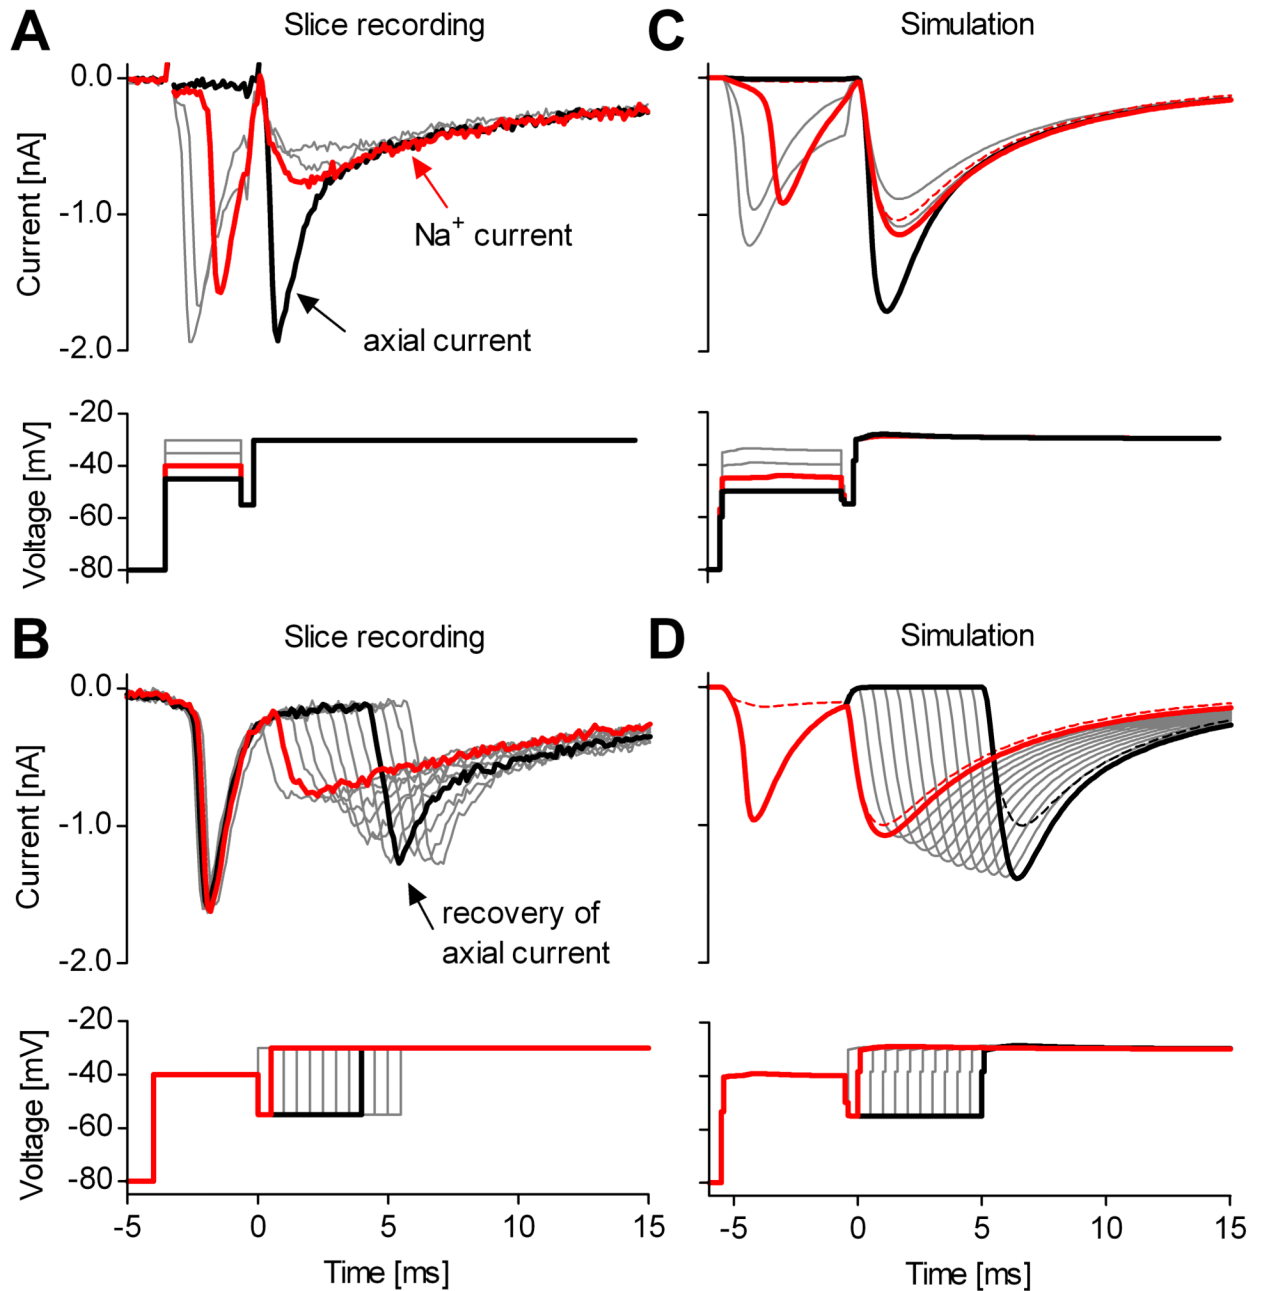 A
Slice recording
C
Simulation
0.0
-1.0
-2.0
Current [nA]
Na+ current
axial current
-20
-40
-60
-80
Voltage [mV]
B
Slice recording
D
Simulation
0.0
-1.0
-2.0
Current [nA]
recovery of
axial current
-20
-40
-60
-80
Voltage [mV]
-5 0 5 10 15
Time [ms]
-5 0 5 10 15
Time [ms]